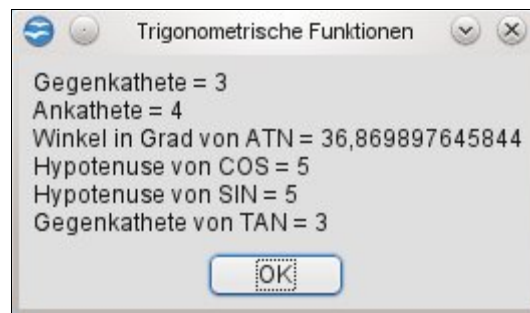 Trigonometrische Funktionen
Gegenkathete = 3
Ankathete = 4
Winkel in Grad von ATN = 36,869897645844
Hypotenuse von COS = 5
Hypotenuse von SIN = 5
Gegenkathete von TAN = 3
OK